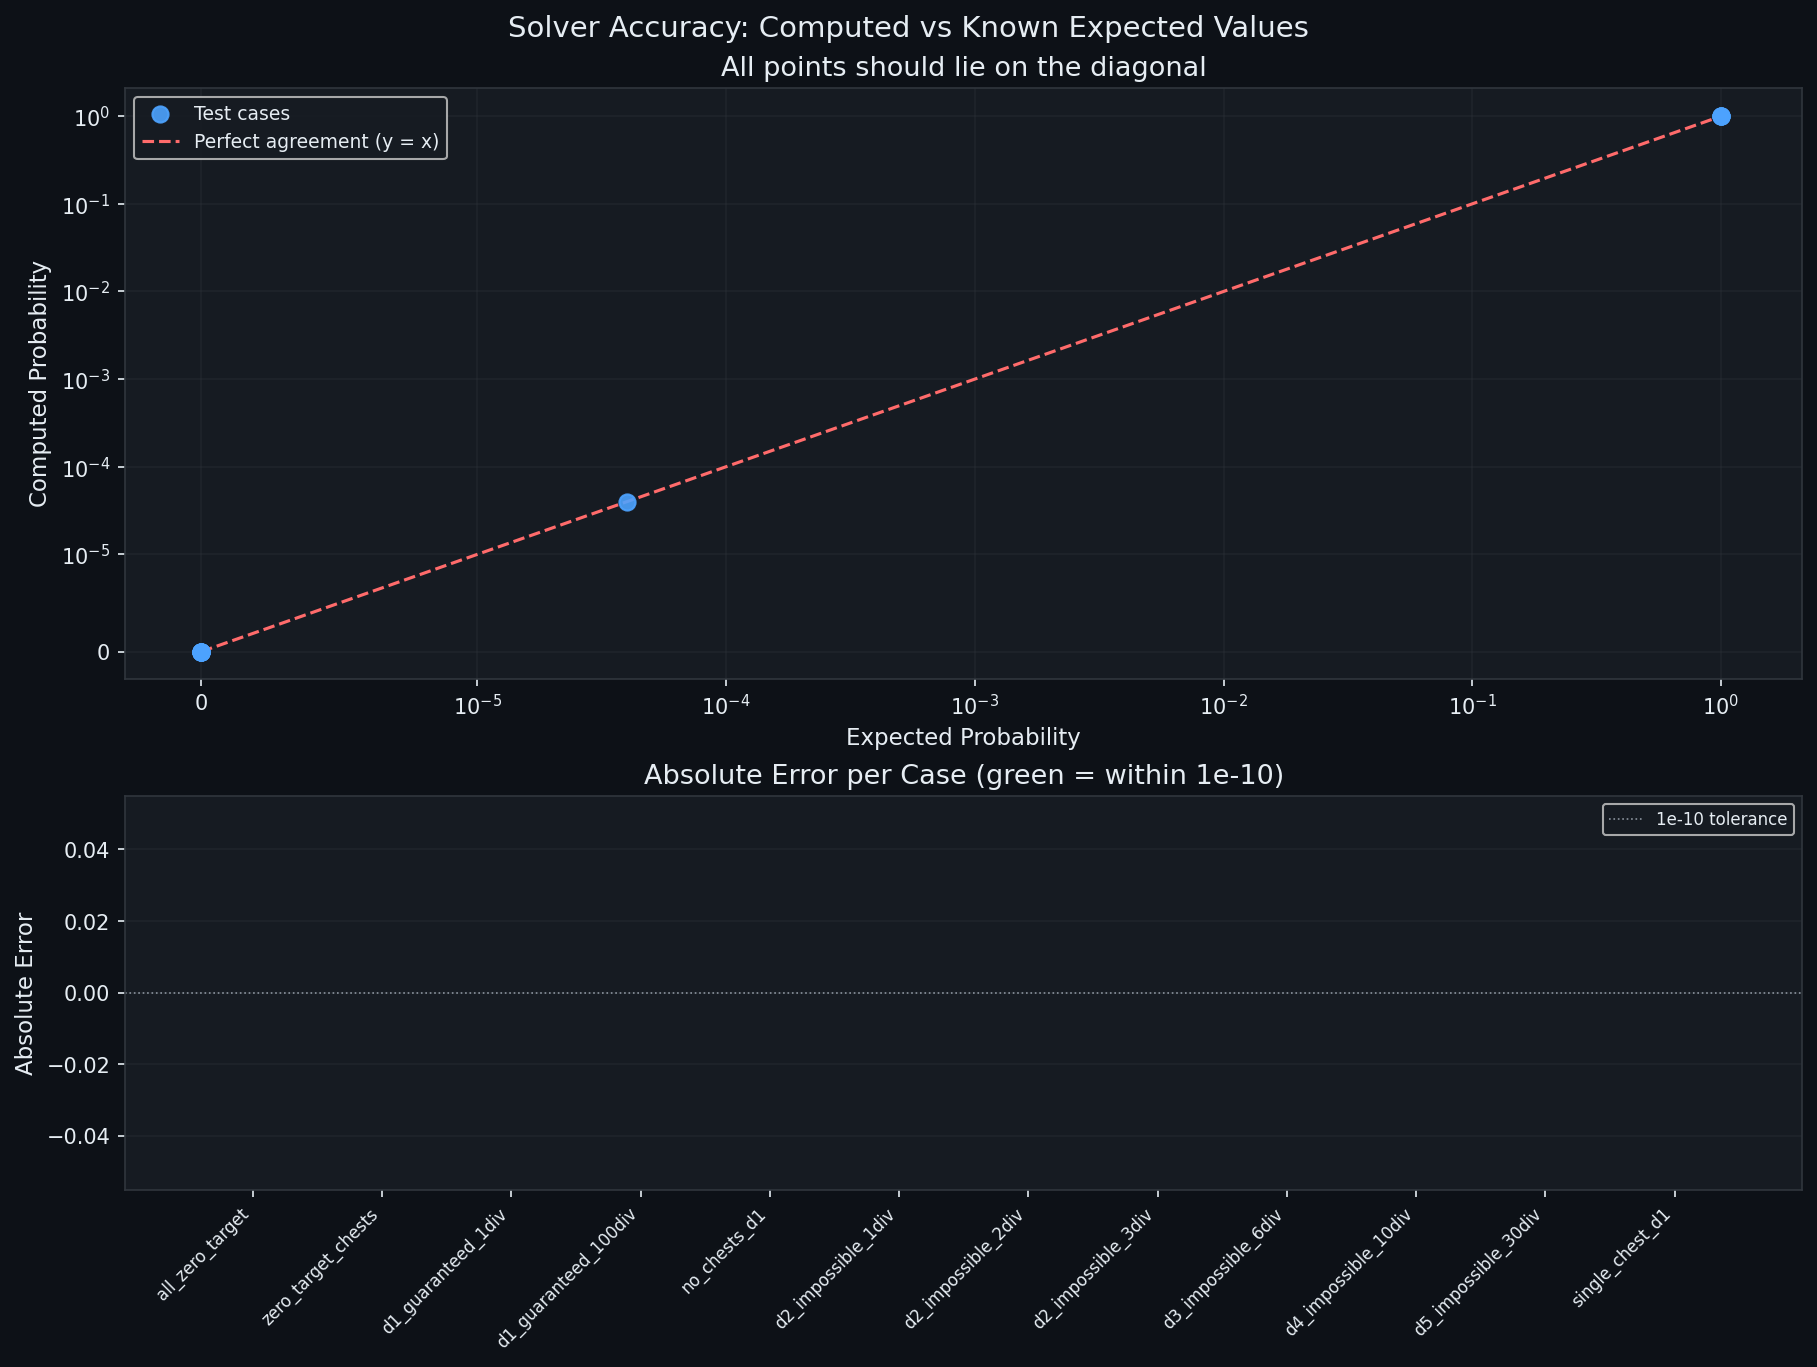 Solver Accuracy: Computed vs Known Expected Values
All points should lie on the diagonal
Test cases
Perfect agreement (y = x)
10⁰
10⁻¹
10⁻²
10⁻³
10⁻⁴
10⁻⁵
0
Computed Probability
0
10⁻⁵
10⁻⁴
10⁻³
10⁻²
10⁻¹
10⁰
Expected Probability
Absolute Error per Case (green = within 1e-10)
1e-10 tolerance
0.04
0.02
0.00
−0.02
−0.04
Absolute Error
all_zero_target
zero_target_chests
d1_guaranteed_1div
d1_guaranteed_100div
no_chests_d1
d2_impossible_1div
d2_impossible_2div
d2_impossible_3div
d3_impossible_6div
d4_impossible_10div
d5_impossible_30div
single_chest_d1